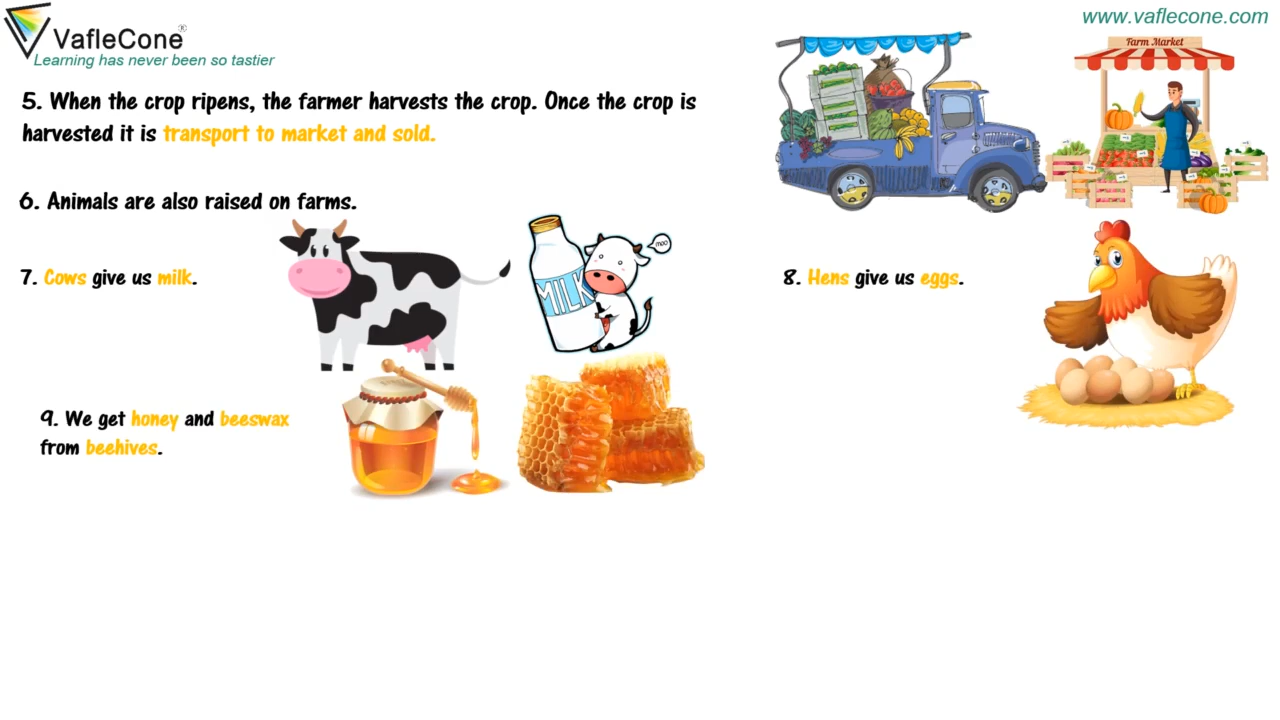 VafleCone®
Learning has never been so tastier
www.vaflecone.com
5. When the crop ripens, the farmer harvests the crop. Once the crop is
harvested it is transport to market and sold.
Farm Market
6. Animals are also raised on farms.
7. Cows give us milk.
MILK
moo
8. Hens give us eggs.
9. We get honey and beeswax
from beehives.